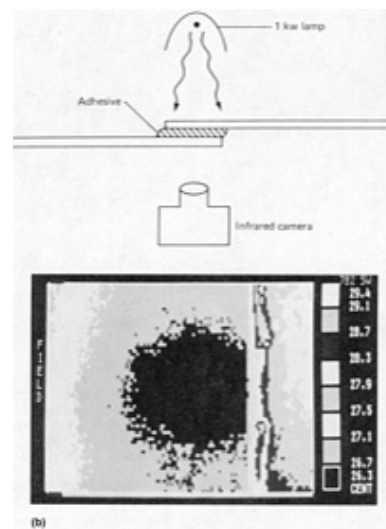 1 kw lamp
Adhesive
Infrared camera
FIELD
29.4
29.1
28.7
28.3
27.9
27.5
27.1
26.7
26.3
CENT
(b)